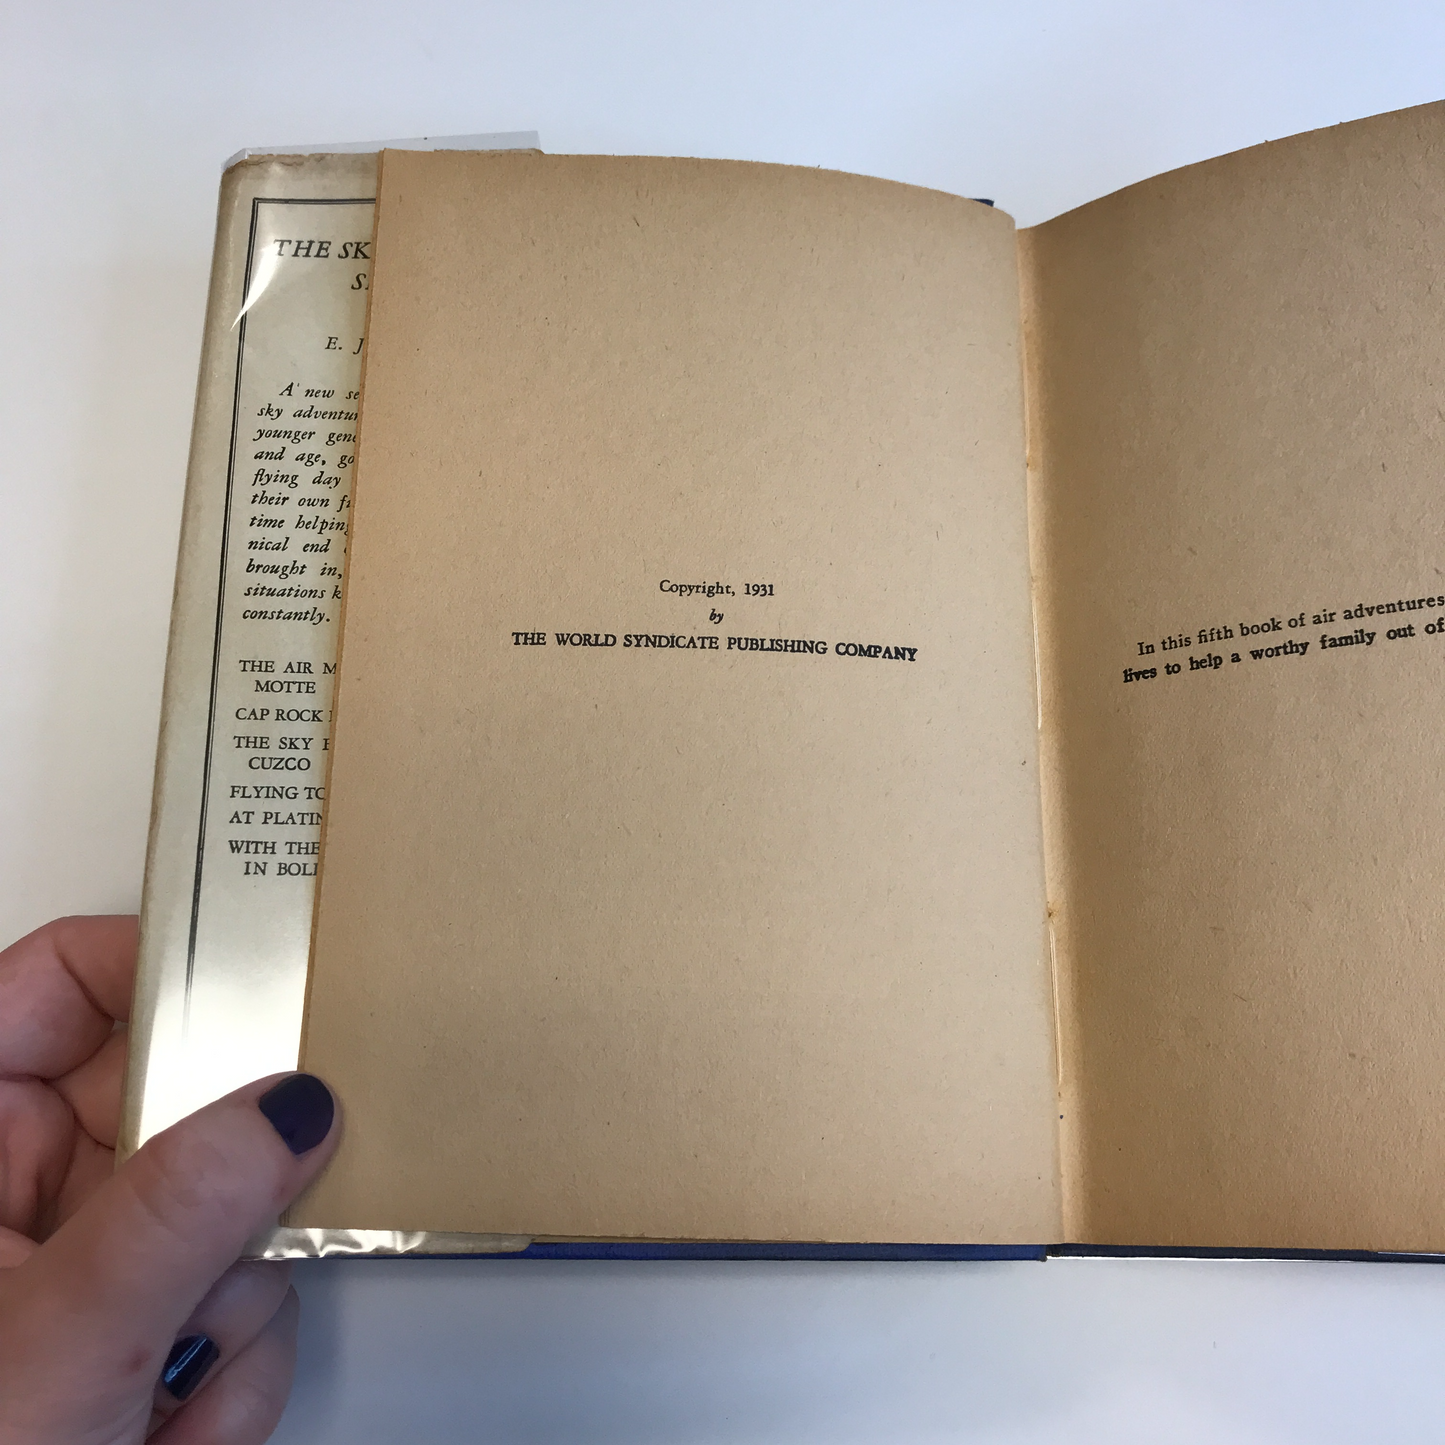 THE SK
E. J
A new se
sky adventu
younger gene
and age, go
flying day
their own fi
time helping
nical end
brought in,
situations k
constantly.
THE AIR M
MOTTE
CAP ROCK
THE SKY
CUZCO
FLYING TO
AT PLATIN
WITH THE
IN BOLI
Copyright, 1931
by
THE WORLD SYNDICATE PUBLISHING COMPANY
In this fifth book of air adventures
lives to help a worthy family out of